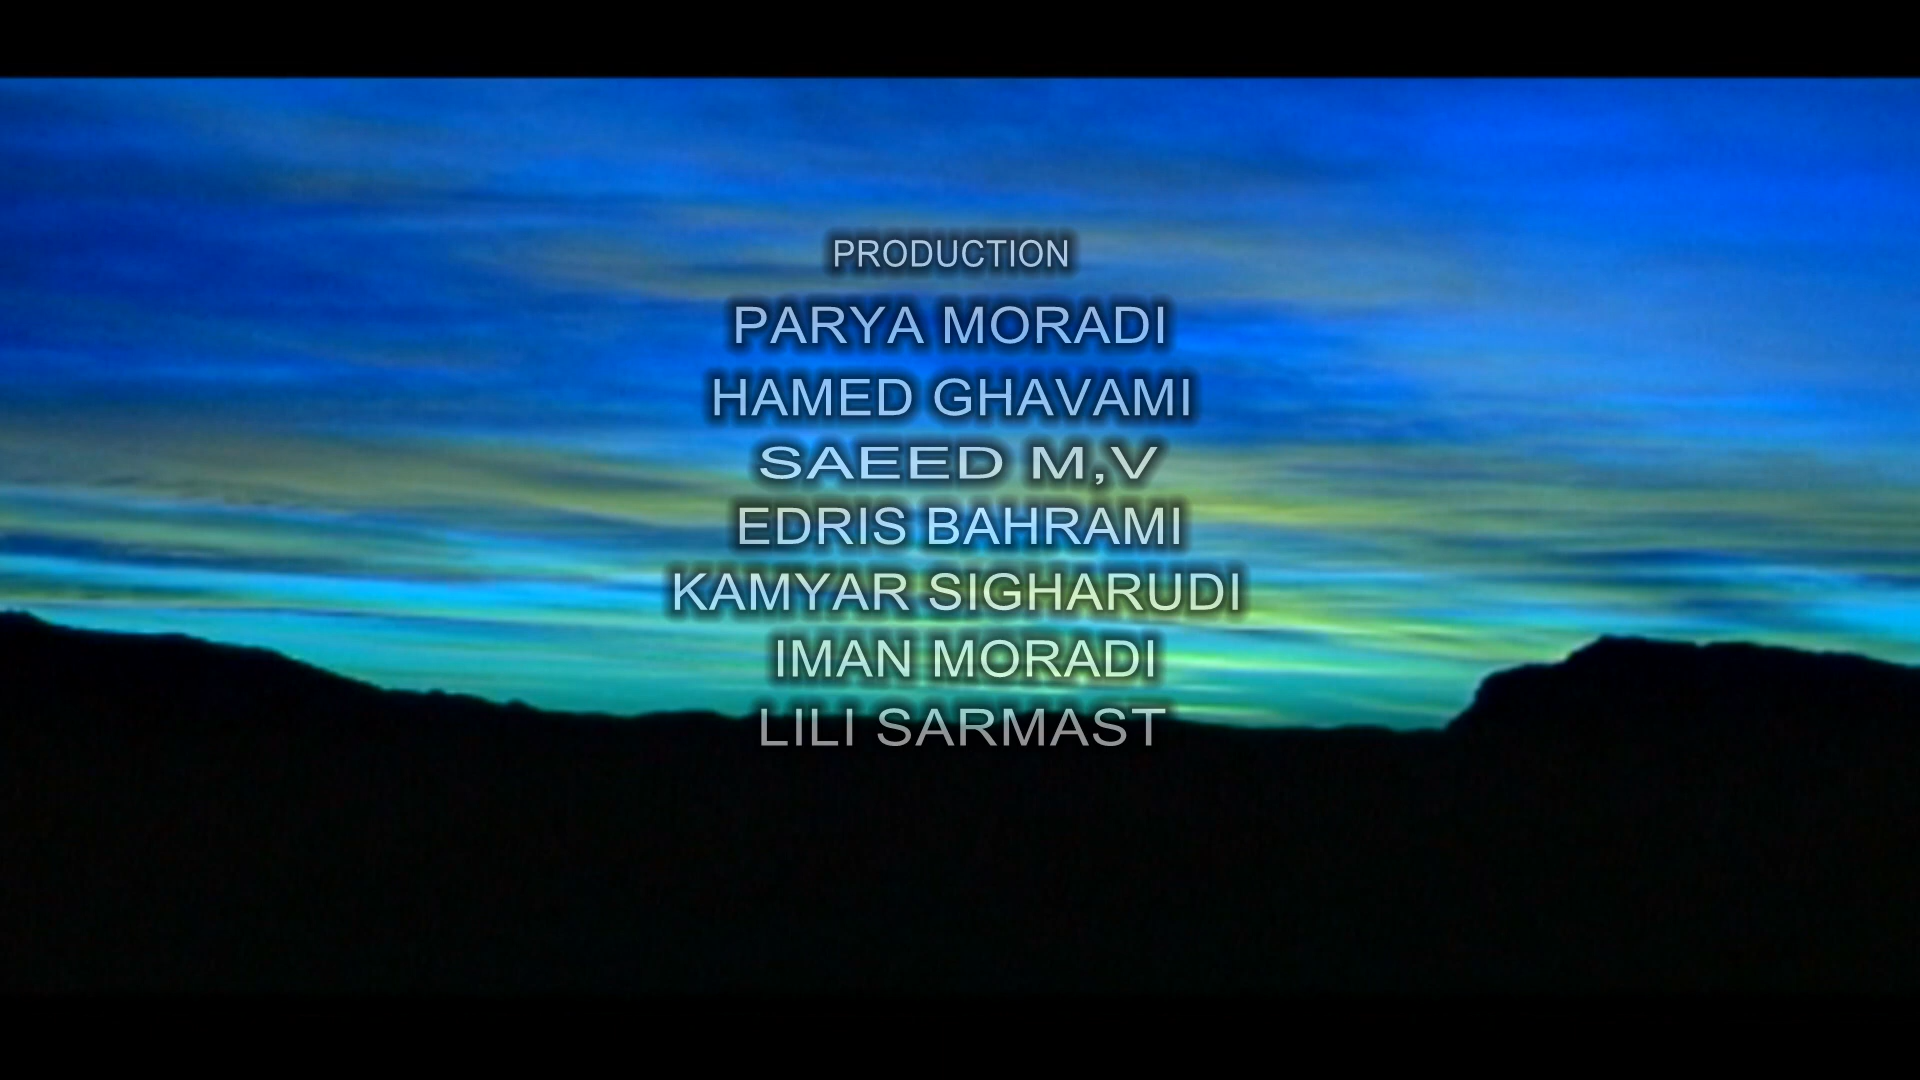 PRODUCTION
PARYA MORADI
HAMED GHAVAMI
SAEED M,V
EDRIS BAHRAMI
KAMYAR SIGHARUDI
IMAN MORADI
LILI SARMAST